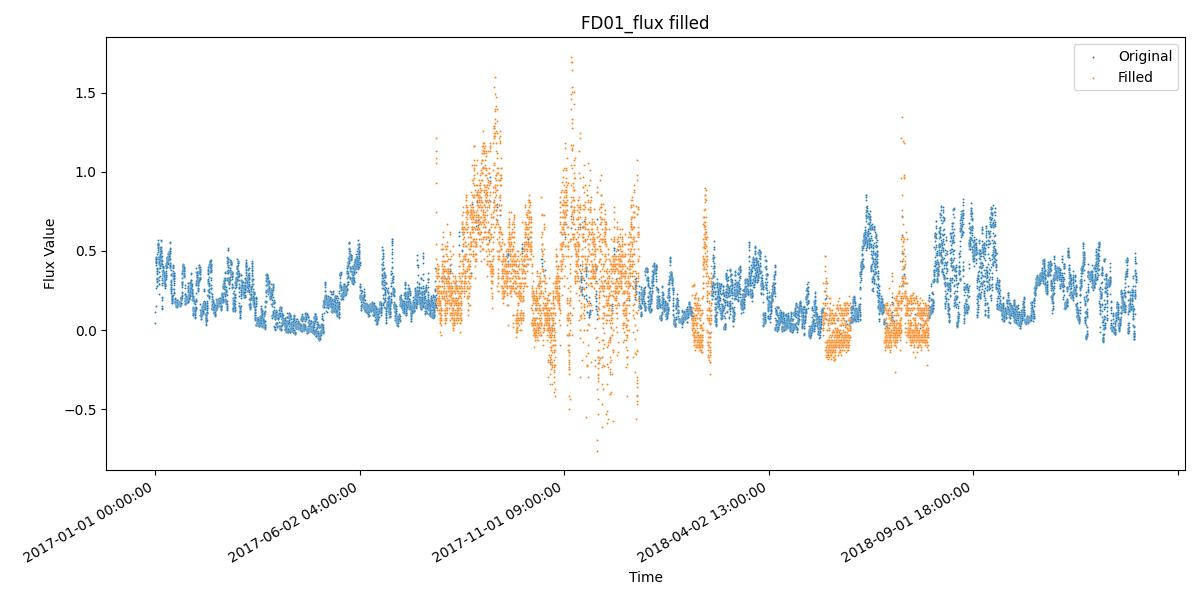 FD01_flux filled
Original
Filled
Flux Value
1.5
1.0
0.5
0.0
−0.5
2017-01-01 00:00:00
2017-06-02 04:00:00
2017-11-01 09:00:00
2018-04-02 13:00:00
2018-09-01 18:00:00
Time